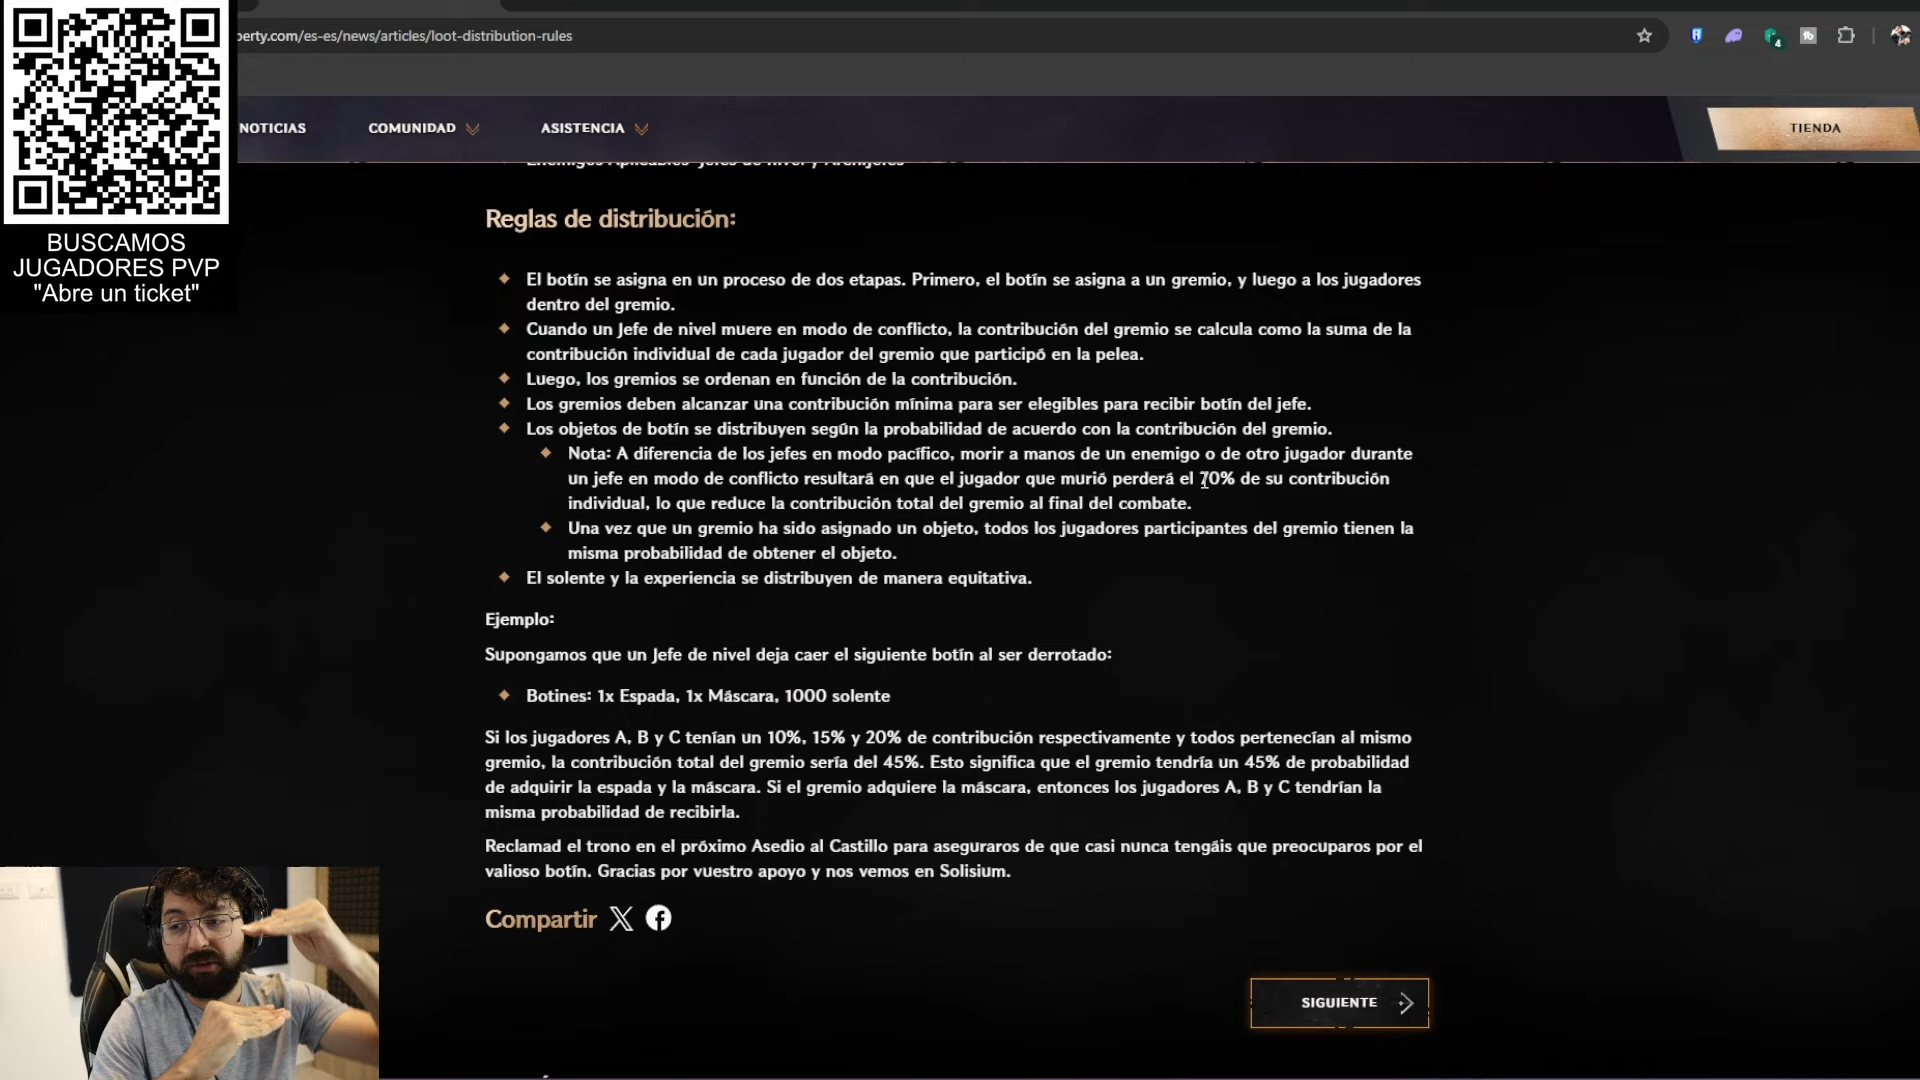 perty.com/es-es/news/articles/loot-distribution-rules
4
NOTICIAS
COMUNIDAD
ASISTENCIA
TIENDA
BUSCAMOS
JUGADORES PVP
"Abre un ticket"
Enemigos Aplicables- Jefes de nivel y Archijefes
Reglas de distribución:
El botín se asigna en un proceso de dos etapas. Primero, el botín se asigna a un gremio, y luego a los jugadores
dentro del gremio.
Cuando un Jefe de nivel muere en modo de conflicto, la contribución del gremio se calcula como la suma de la
contribución individual de cada jugador del gremio que participó en la pelea.
Luego, los gremios se ordenan en función de la contribución.
Los gremios deben alcanzar una contribución mínima para ser elegibles para recibir botín del jefe.
Los objetos de botín se distribuyen según la probabilidad de acuerdo con la contribución del gremio.
Nota: A diferencia de los jefes en modo pacífico, morir a manos de un enemigo o de otro jugador durante
un jefe en modo de conflicto resultará en que el jugador que murió perderá el 70% de su contribución
individual, lo que reduce la contribución total del gremio al final del combate.
Una vez que un gremio ha sido asignado un objeto, todos los jugadores participantes del gremio tienen la
misma probabilidad de obtener el objeto.
El solente y la experiencia se distribuyen de manera equitativa.
Ejemplo:
Supongamos que un Jefe de nivel deja caer el siguiente botín al ser derrotado:
Botines: 1x Espada, 1x Máscara, 1000 solente
Si los jugadores A, B y C tenían un 10%, 15% y 20% de contribución respectivamente y todos pertenecían al mismo
gremio, la contribución total del gremio sería del 45%. Esto significa que el gremio tendría un 45% de probabilidad
de adquirir la espada y la máscara. Si el gremio adquiere la máscara, entonces los jugadores A, B y C tendrían la
misma probabilidad de recibirla.
Reclamad el trono en el próximo Asedio al Castillo para aseguraros de que casi nunca tengáis que preocuparos por el
valioso botín. Gracias por vuestro apoyo y nos vemos en Solisium.
Compartir
SIGUIENTE